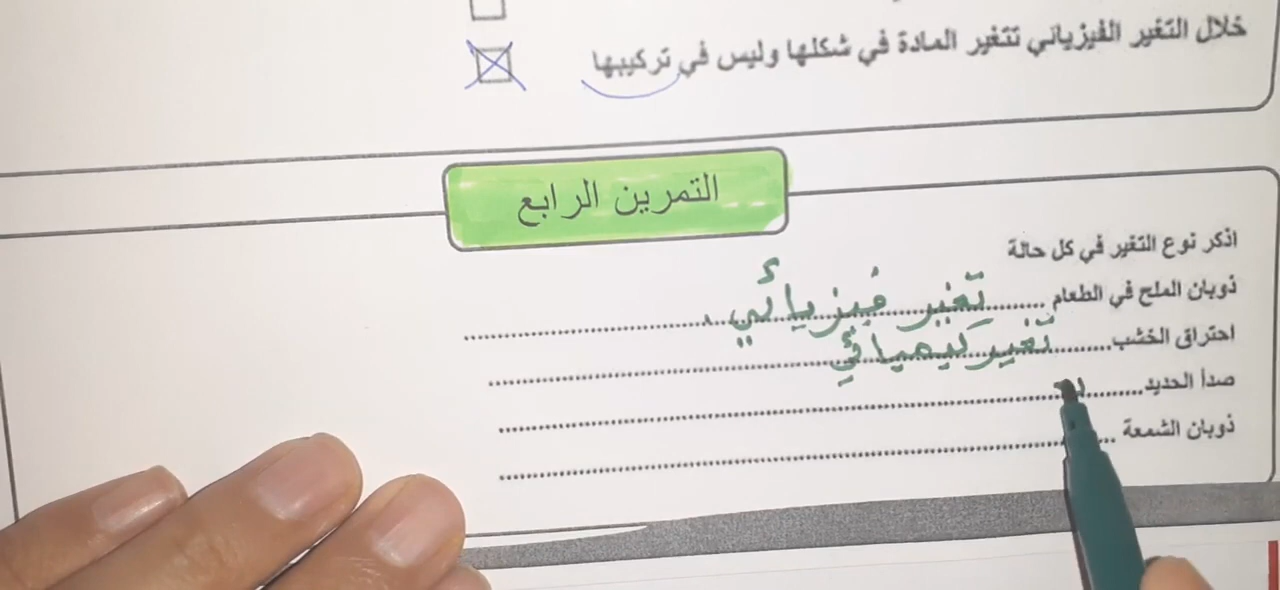 خلال التغير الفيزيائي تتغير المادة في شكلها وليس في تركيبها
التمرين الرابع
اذكر نوع التغير في كل حالة
ذوبان الملح في الطعام ........ تغير فيزيائي .
احتراق الخشب........ تغير كيميائي
صدأ الحديد........
ذوبان الشمعة ........